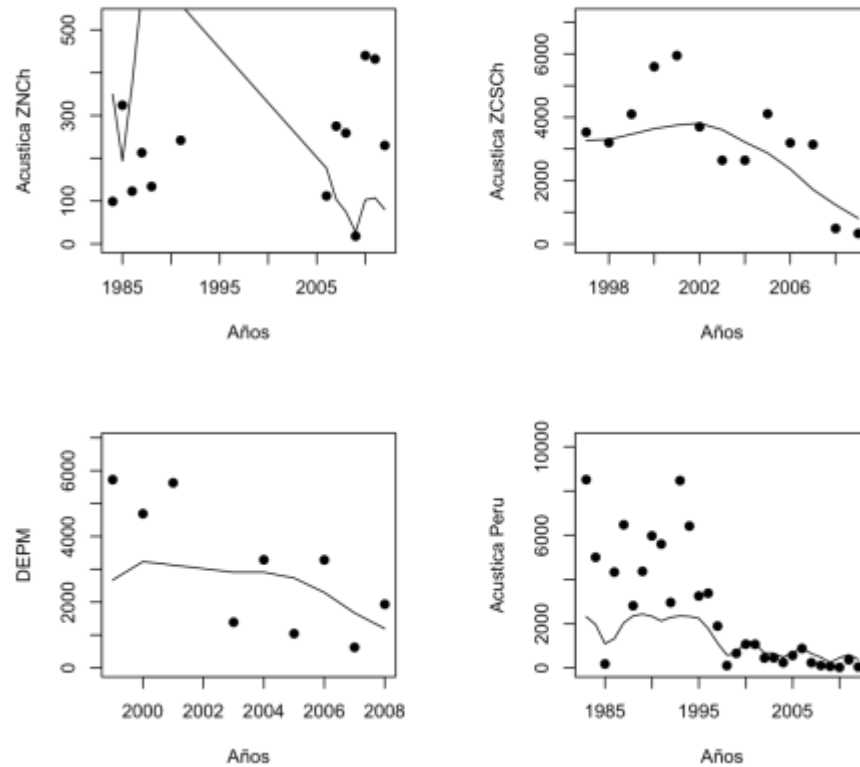 Acustica ZNCh
0 100 300 500
1985 1995 2005
Años
Acustica ZCSCh
0 2000 4000 6000
1998 2002 2006
Años
DEPM
0 2000 4000 6000
2000 2002 2004 2006 2008
Años
Acustica Peru
0 2000 6000 10000
1985 1995 2005
Años